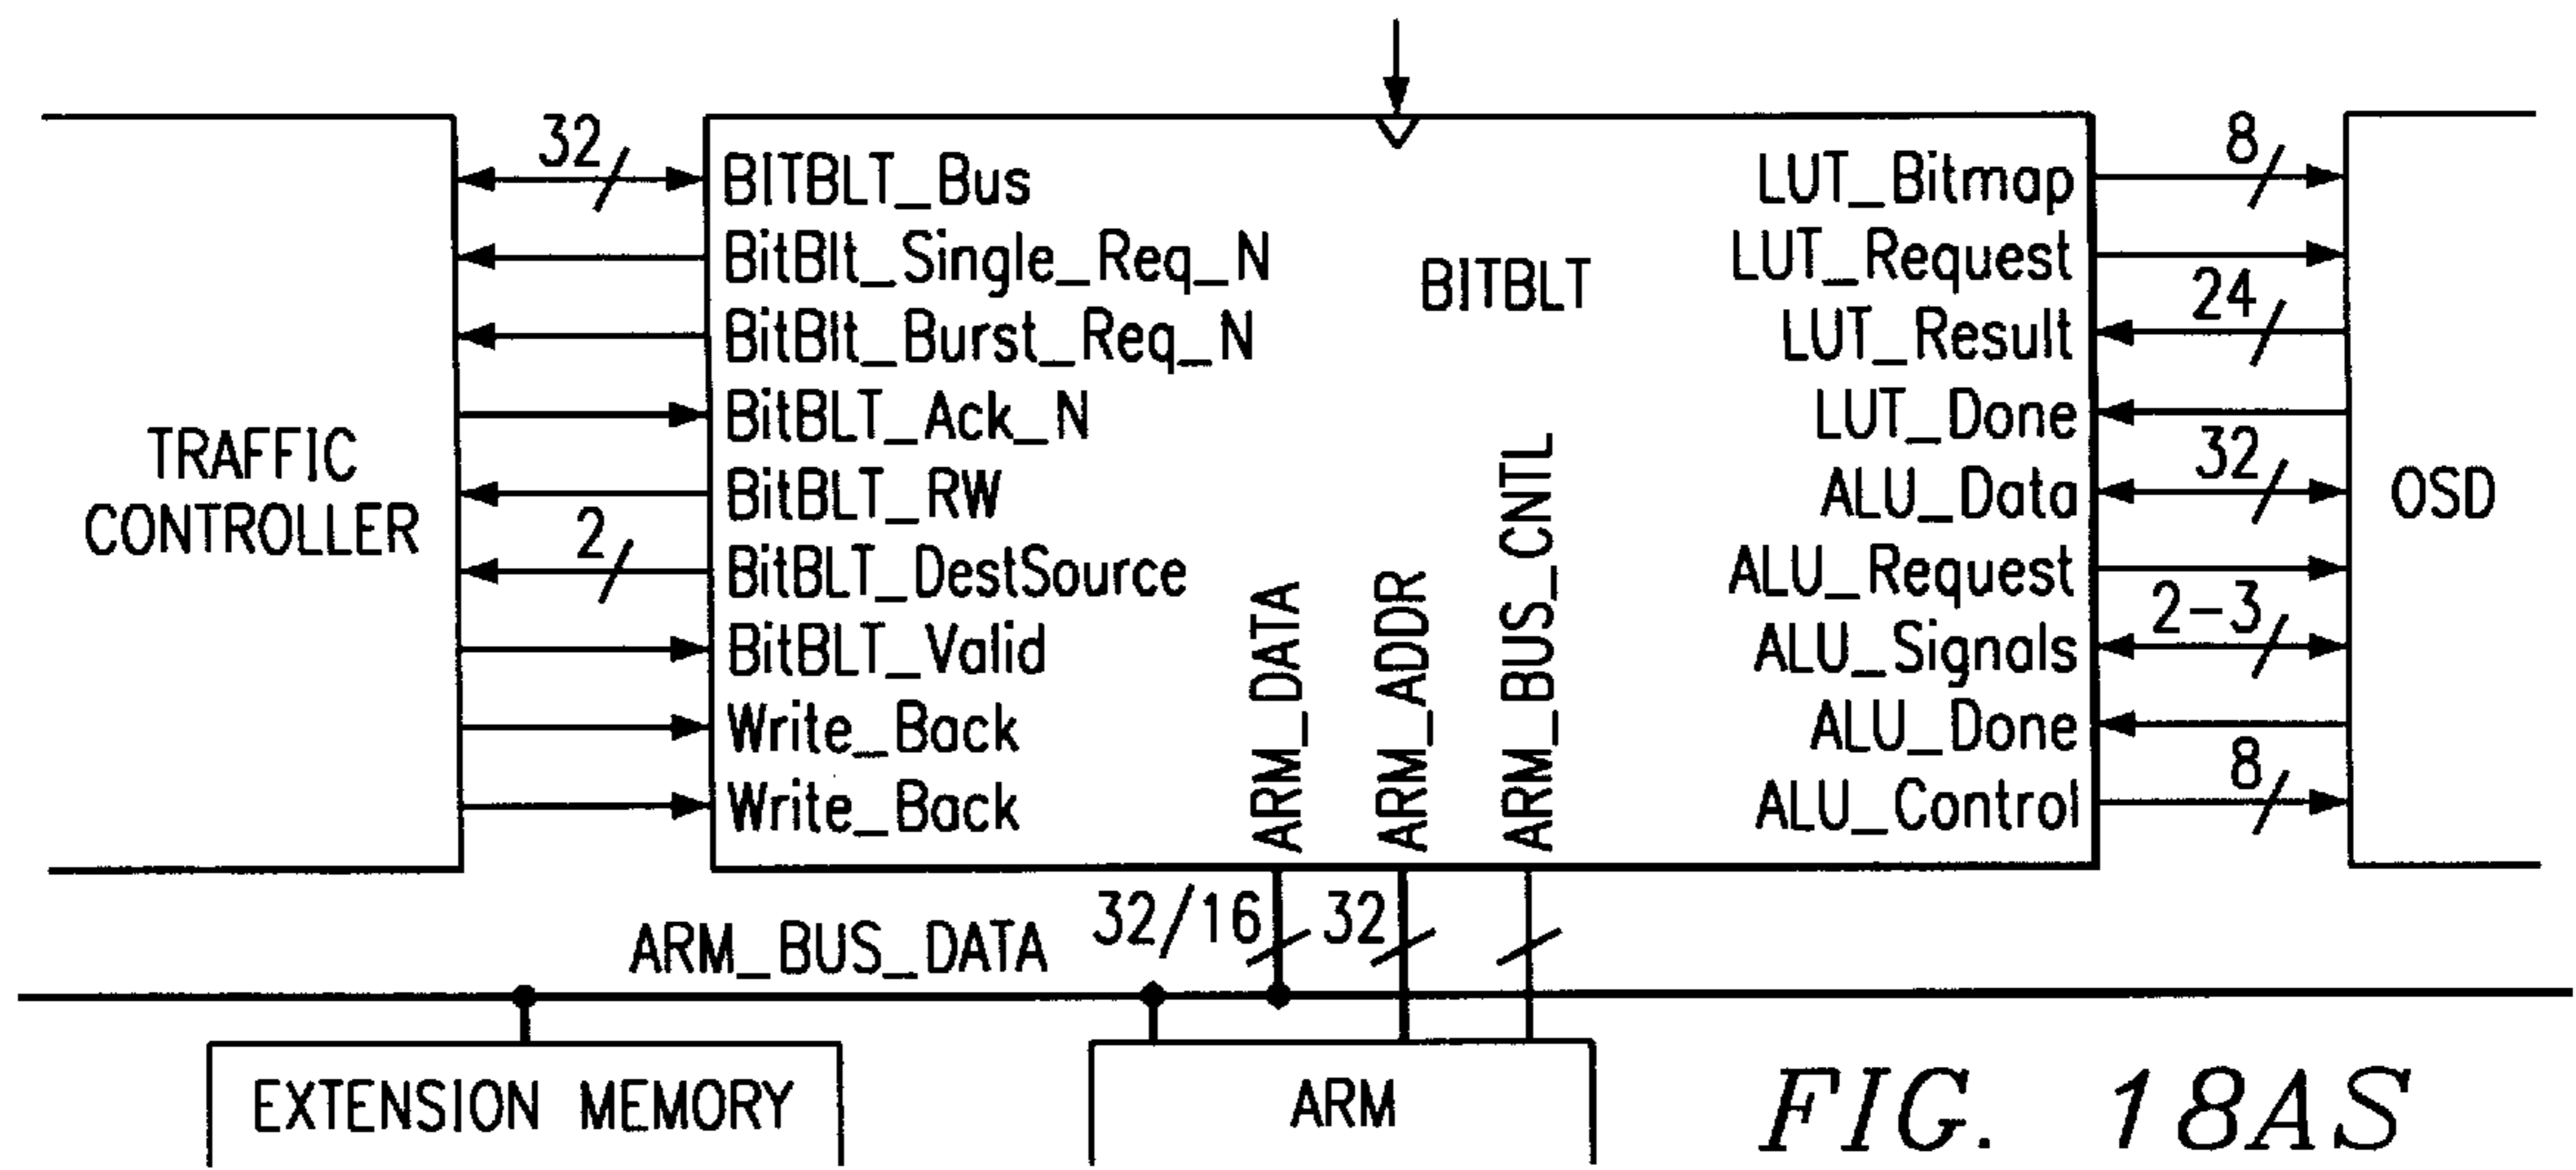 TRAFFIC
CONTROLLER
32
2
BITBLT_Bus
BitBlt_Single_Req_N
BitBlt_Burst_Req_N
BitBLT_Ack_N
BitBLT_RW
BitBLT_DestSource
BitBLT_Valid
Write_Back
Write_Back
BITBLT
ARM_DATA
ARM_ADDR
ARM_BUS_CNTL
LUT_Bitmap
LUT_Request
LUT_Result
LUT_Done
ALU_Data
ALU_Request
ALU_Signals
ALU_Done
ALU_Control
8
24
32
2-3
8
OSD
ARM_BUS_DATA
32/16
32
EXTENSION MEMORY
ARM
FIG. 18AS